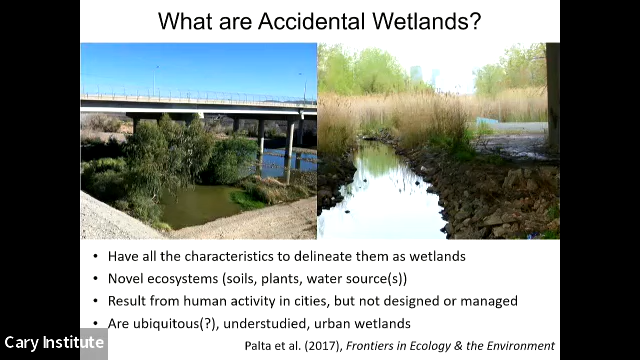 What are Accidental Wetlands?
• Have all the characteristics to delineate them as wetlands
• Novel ecosystems (soils, plants, water source(s))
• Result from human activity in cities, but not designed or managed
• Are ubiquitous(?), understudied, urban wetlands
Cary Institute
Palta et al. (2017), Frontiers in Ecology & the Environment